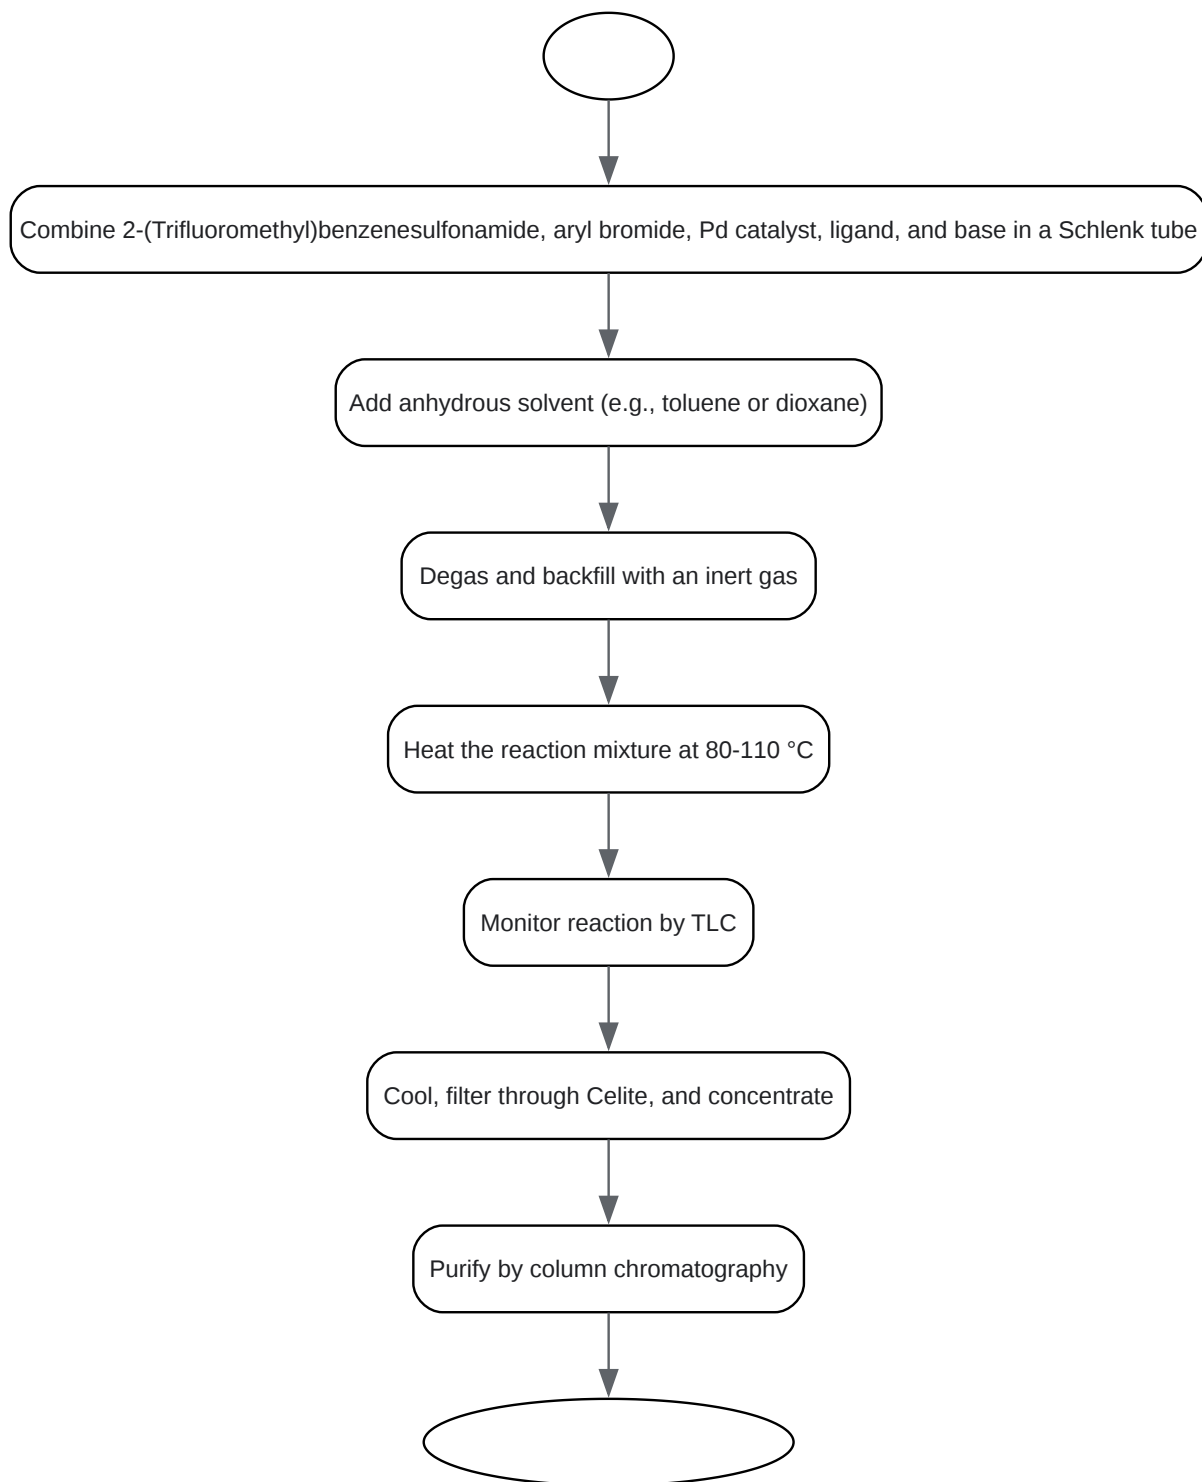 Combine 2-(Trifluoromethyl)benzenesulfonamide, aryl bromide, Pd catalyst, ligand, and base in a Schlenk tube
Add anhydrous solvent (e.g., toluene or dioxane)
Degas and backfill with an inert gas
Heat the reaction mixture at 80-110 °C
Monitor reaction by TLC
Cool, filter through Celite, and concentrate
Purify by column chromatography